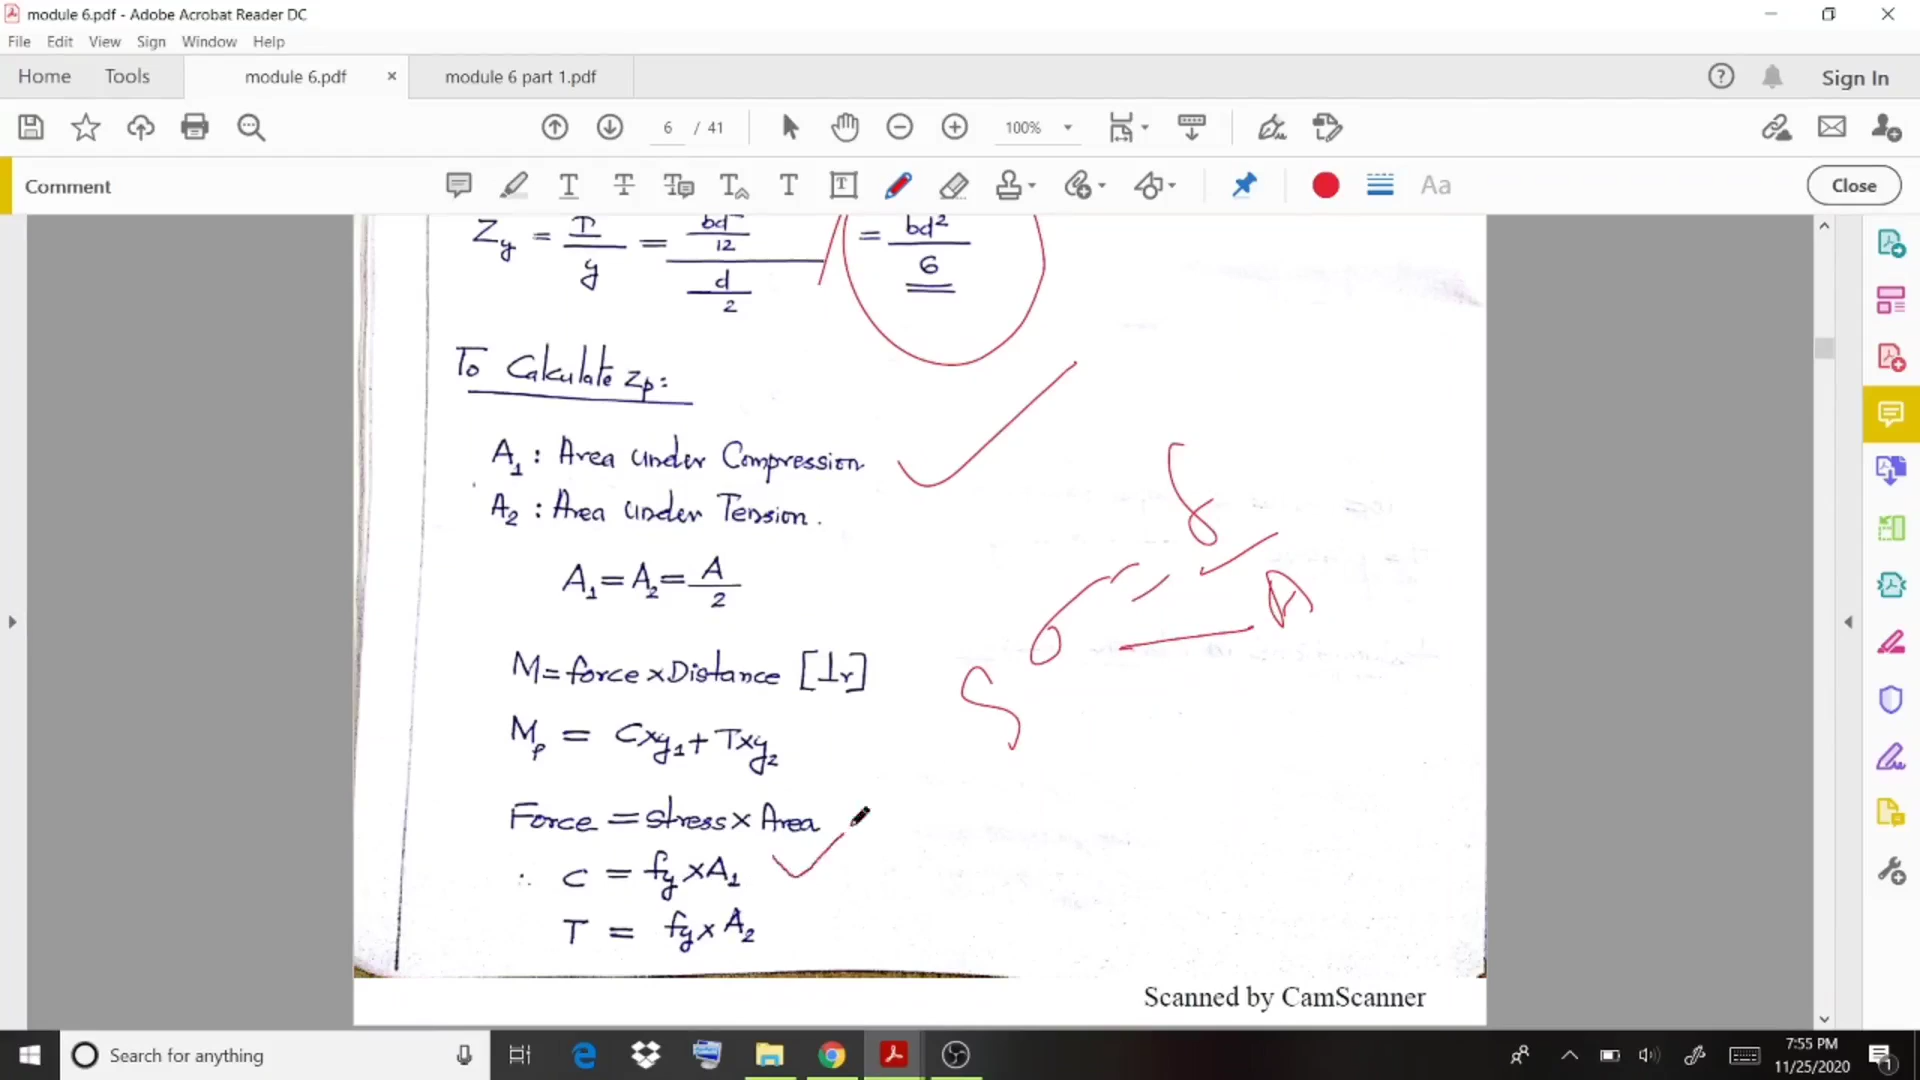 module 6.pdf - Adobe Acrobat Reader DC
File Edit View Sign Window Help
Home Tools module 6.pdf × module 6 part 1.pdf Sign In
6 / 41 100%
Comment Aa Close
Zy = I/y = bd/12 / d/2 = bd²/6
To Calculate Zp:
A₁ : Area under Compression
A₂ : Area under Tension.
A₁ = A₂ = A/2
M = force × Distance [⊥r]
Mp = C×y₁ + T×y₂
Force = stress × Area
∴ C = fy × A₁
T = fy × A₂
Scanned by CamScanner
Search for anything
7:55 PM
11/25/2020